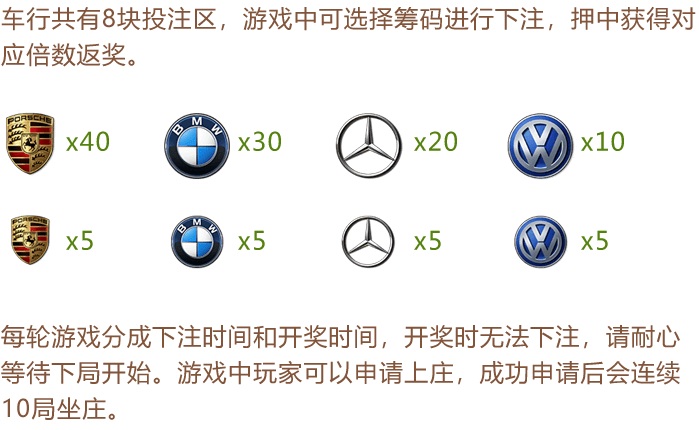 车行共有8块投注区，游戏中可选择筹码进行下注，押中获得对
应倍数返奖。
PORSCHE x40 BMW x30 x20 x10
PORSCHE x5 BMW x5 x5 x5
每轮游戏分成下注时间和开奖时间，开奖时无法下注，请耐心
等待下局开始。游戏中玩家可以申请上庄，成功申请后会连续
10局坐庄。